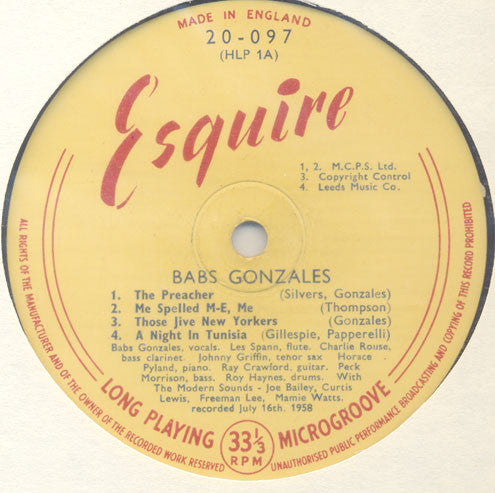 MADE IN ENGLAND
20-097
(HLP 1A)
Esquire
1, 2. M.C.P.S. Ltd.
3. Copyright Control
4. Leeds Music Co.
BABS GONZALES
1. The Preacher (Silvers, Gonzales)
2. Me Spelled M-E, Me (Thompson)
3. Those Jive New Yorkers (Gonzales)
4. A Night In Tunisia (Gillespie, Papperelli)
Babs Gonzales, vocals. Les Spann, flute. Charlie Rouse,
bass clarinet. Johnny Griffin, tenor sax Horace
Pyland, piano. Ray Crawford, guitar. Peck
Morrison, bass. Roy Haynes, drums. With
The Modern Sounds - Joe Bailey, Curtis
Lewis, Freeman Lee, Mamie Watts.
recorded July 16th. 1958
LONG PLAYING 33⅓ RPM MICROGROOVE
ALL RIGHTS OF THE MANUFACTURER AND OF THE OWNER OF THE RECORDED WORK RESERVED
UNAUTHORISED PUBLIC PERFORMANCE BROADCASTING AND COPYING OF THIS RECORD PROHIBITED